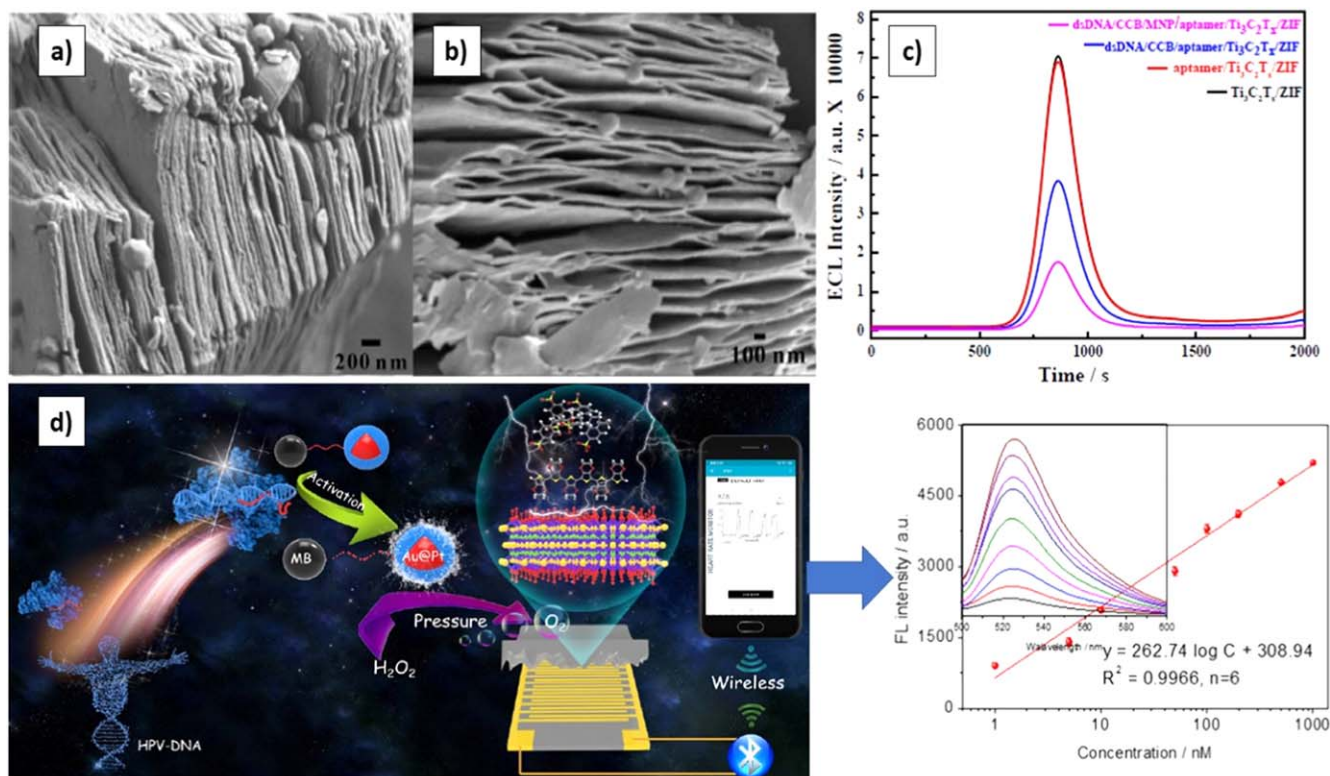 a)
200 nm
b)
100 nm
c)
ECL Intensity / a.u. X 10000
8
7
6
5
4
3
2
1
0
dsDNA/CCB/MNP/aptamer/Ti3C2Tx/ZIF
dsDNA/CCB/aptamer/Ti3C2Tx/ZIF
aptamer/Ti3C2Tx/ZIF
Ti3C2Tx/ZIF
0 500 1000 1500 2000
Time / s
d)
Activation
MB
Au@Pt
Pressure
O2
H2O2
HPV-DNA
HEART RATE MONITOR
Wireless
FL intensity / a.u.
6000
4500
3000
1500
0
500 520 540 560 580 600
Wavelength / nm
y = 262.74 log C + 308.94
R2 = 0.9966, n=6
1 10 100 1000
Concentration / nM